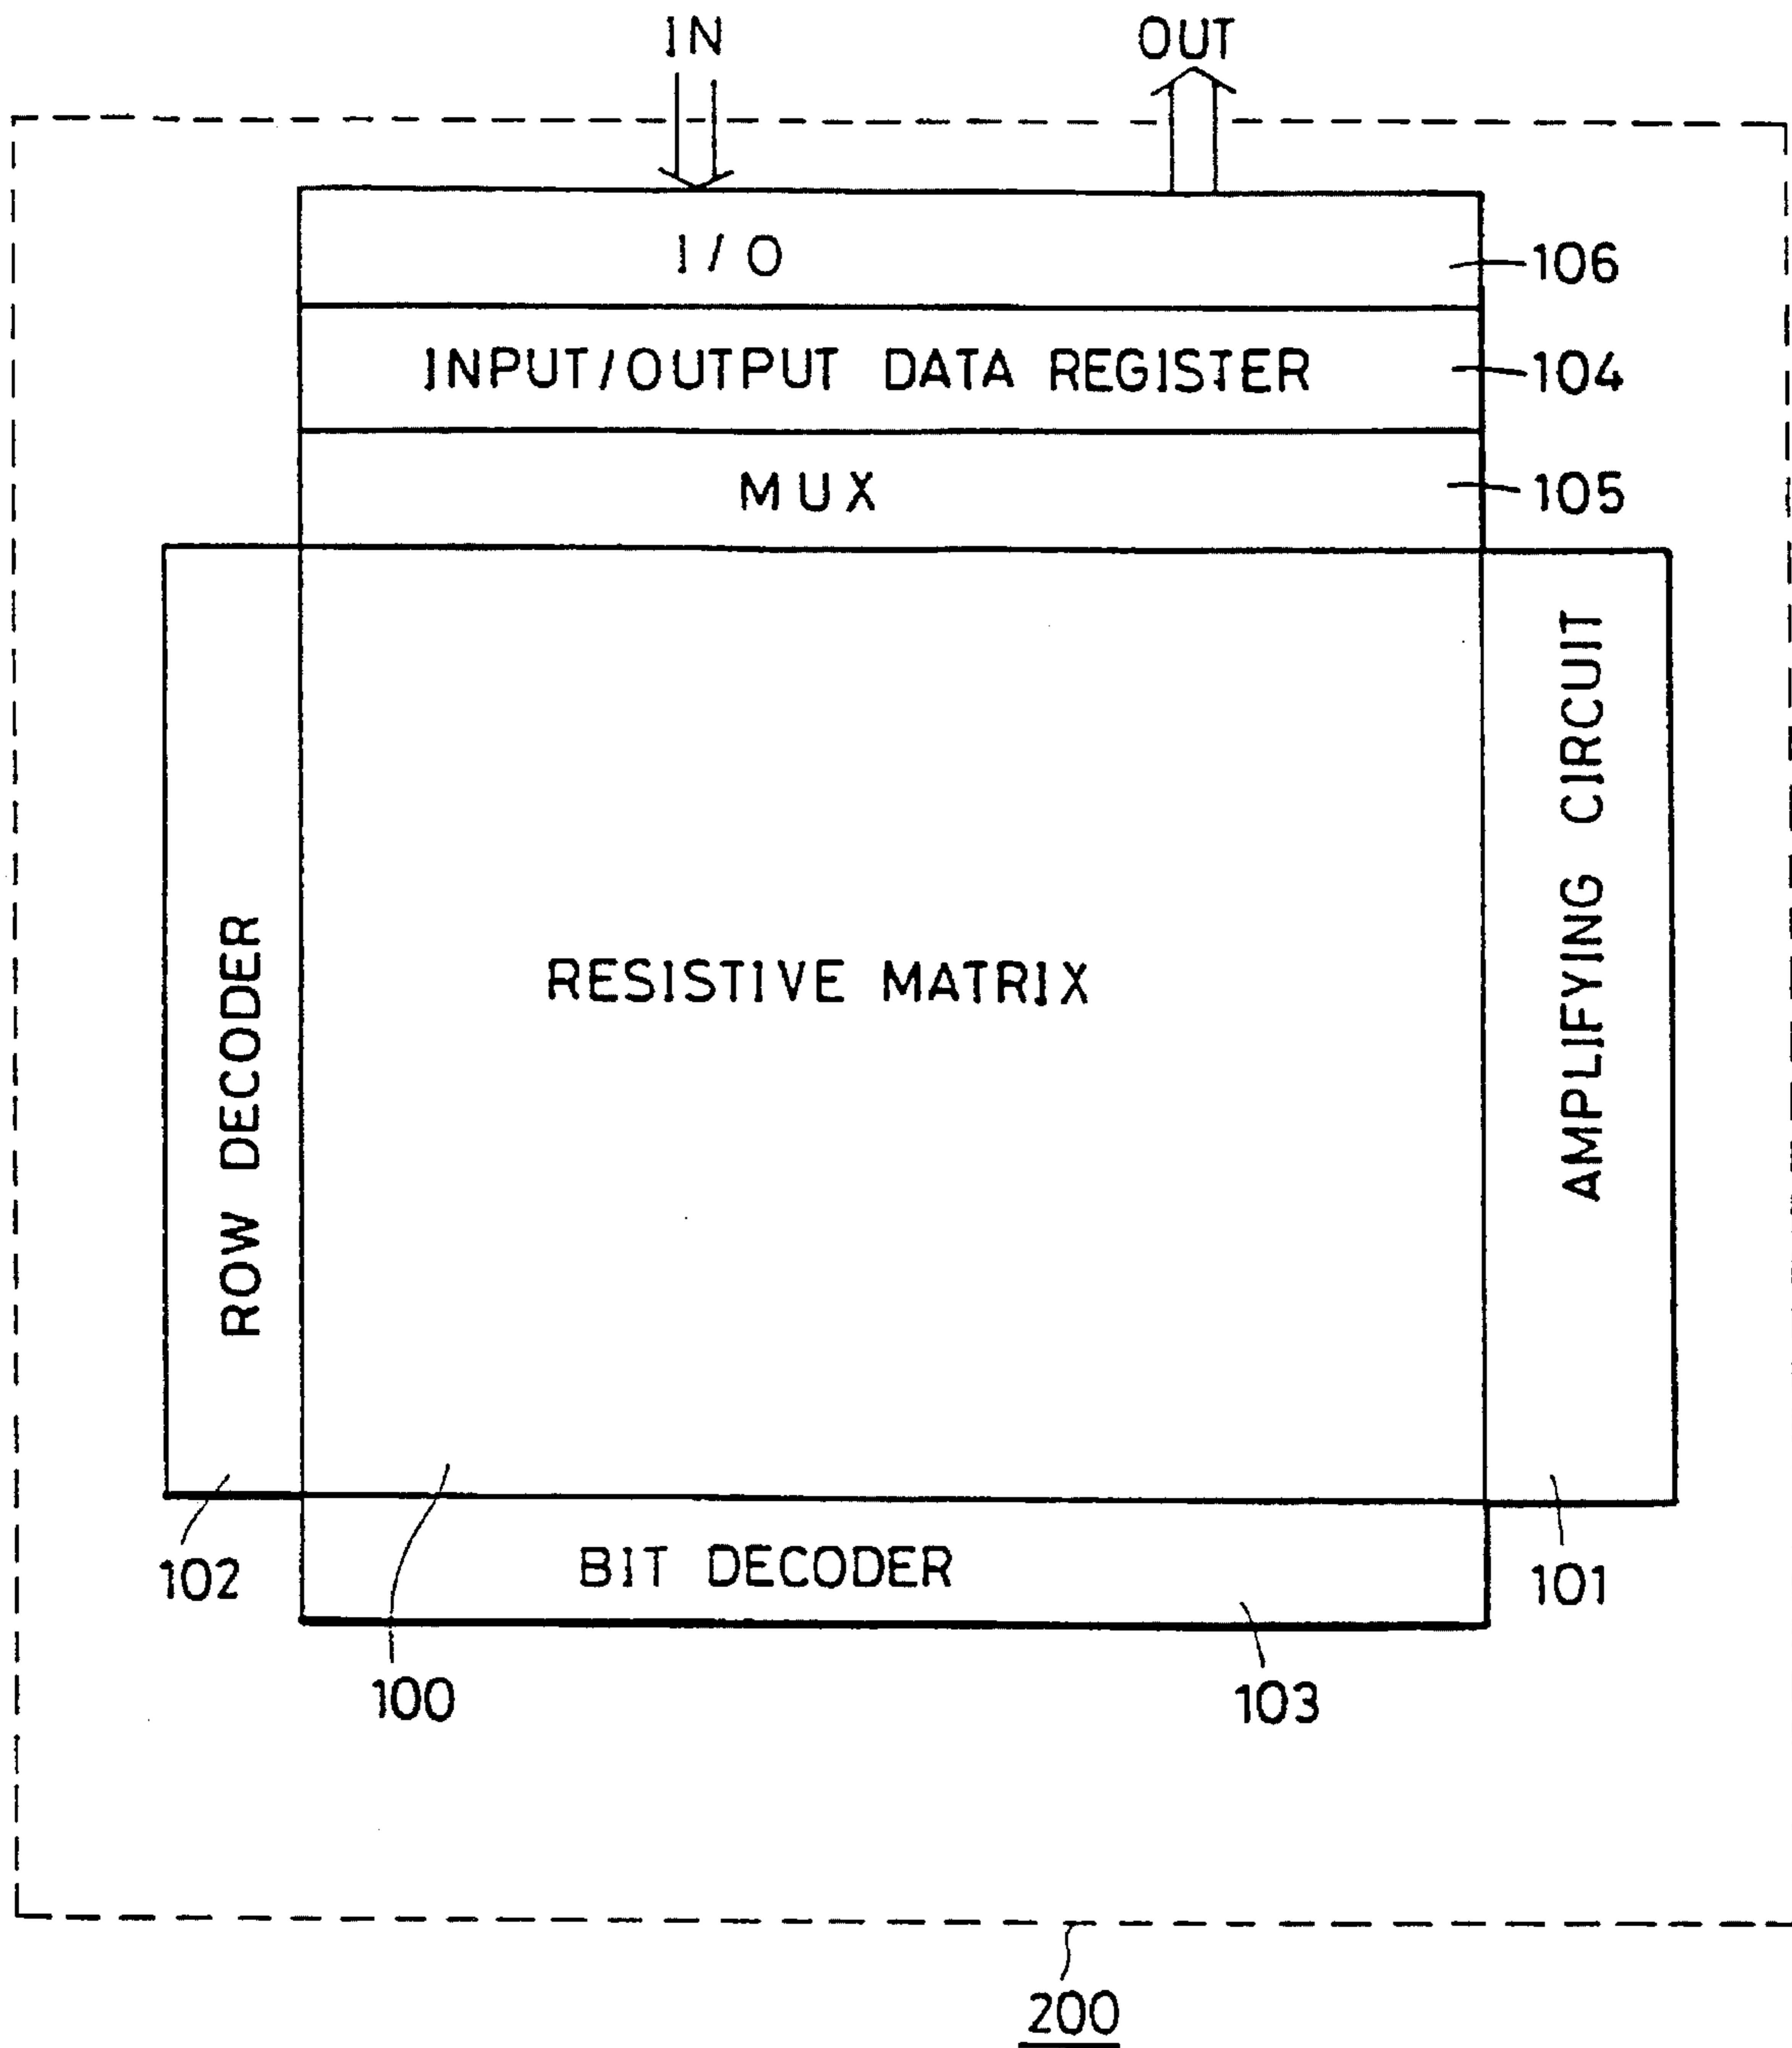 IN
OUT
I/O
106
INPUT/OUTPUT DATA REGISTER
104
MUX
105
ROW DECODER
RESISTIVE MATRIX
AMPLIFYING CIRCUIT
102
BIT DECODER
101
100
103
200